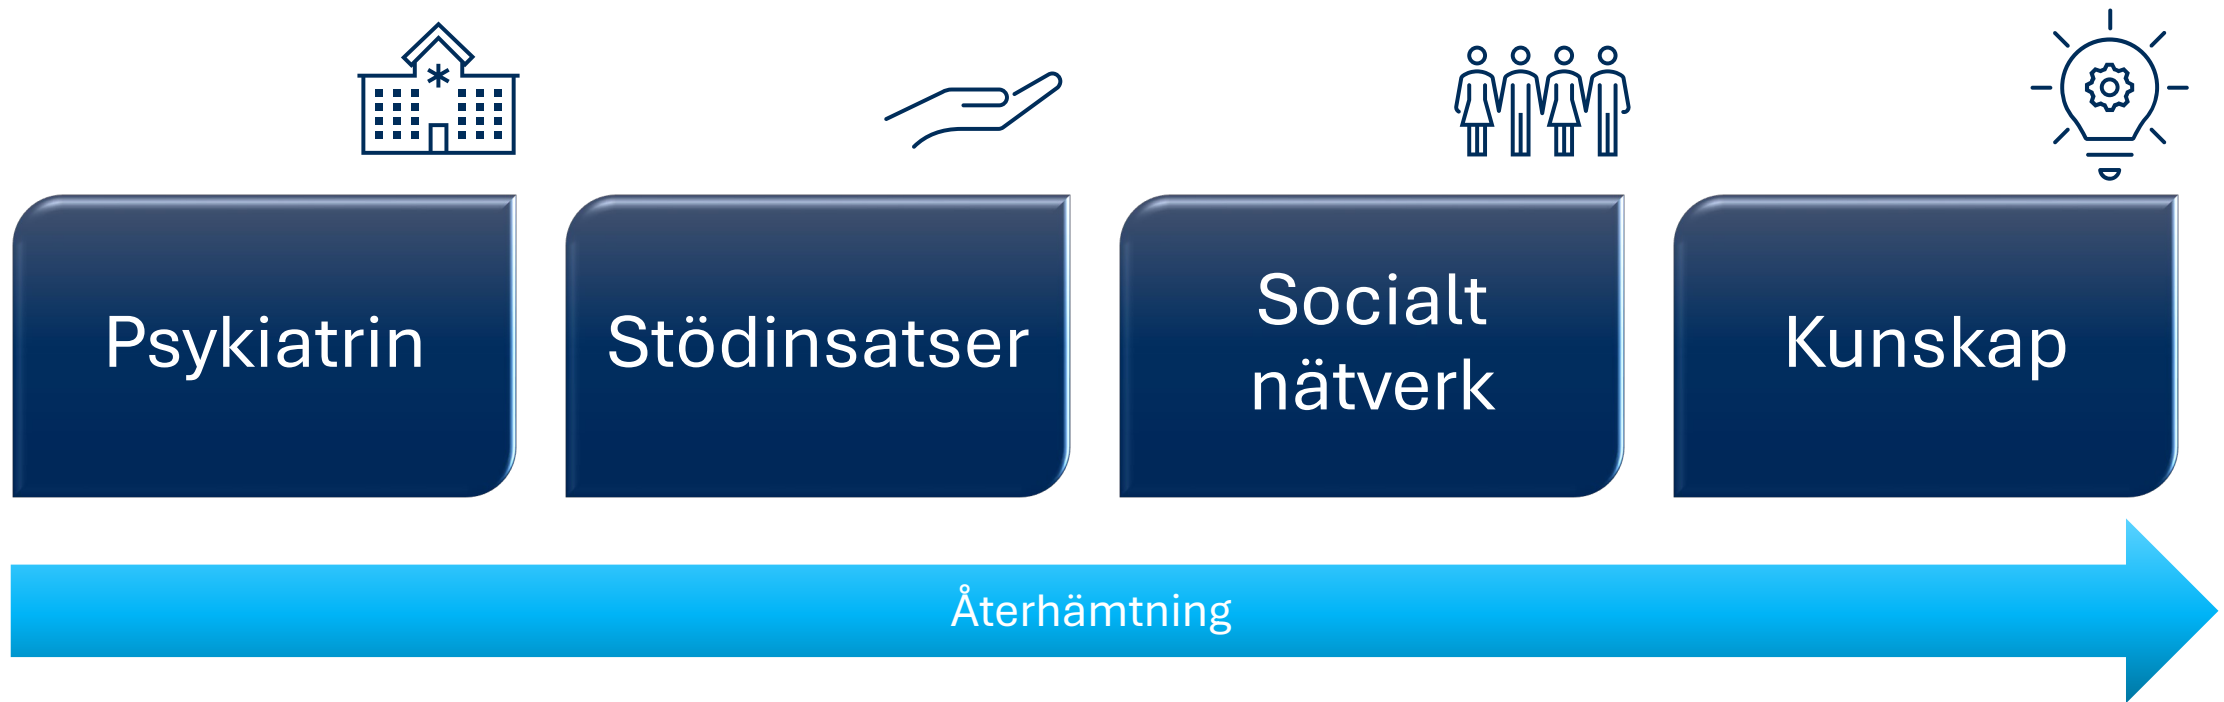 Psykiatrin
Stödinsatser
Socialt
nätverk
Kunskap
Återhämtning